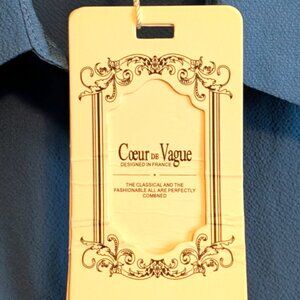 Cœur DE Vague
DESIGNED IN FRANCE
THE CLASSICAL AND THE
FASHIONABLE ALL ARE PERFECTLY
COMBINED